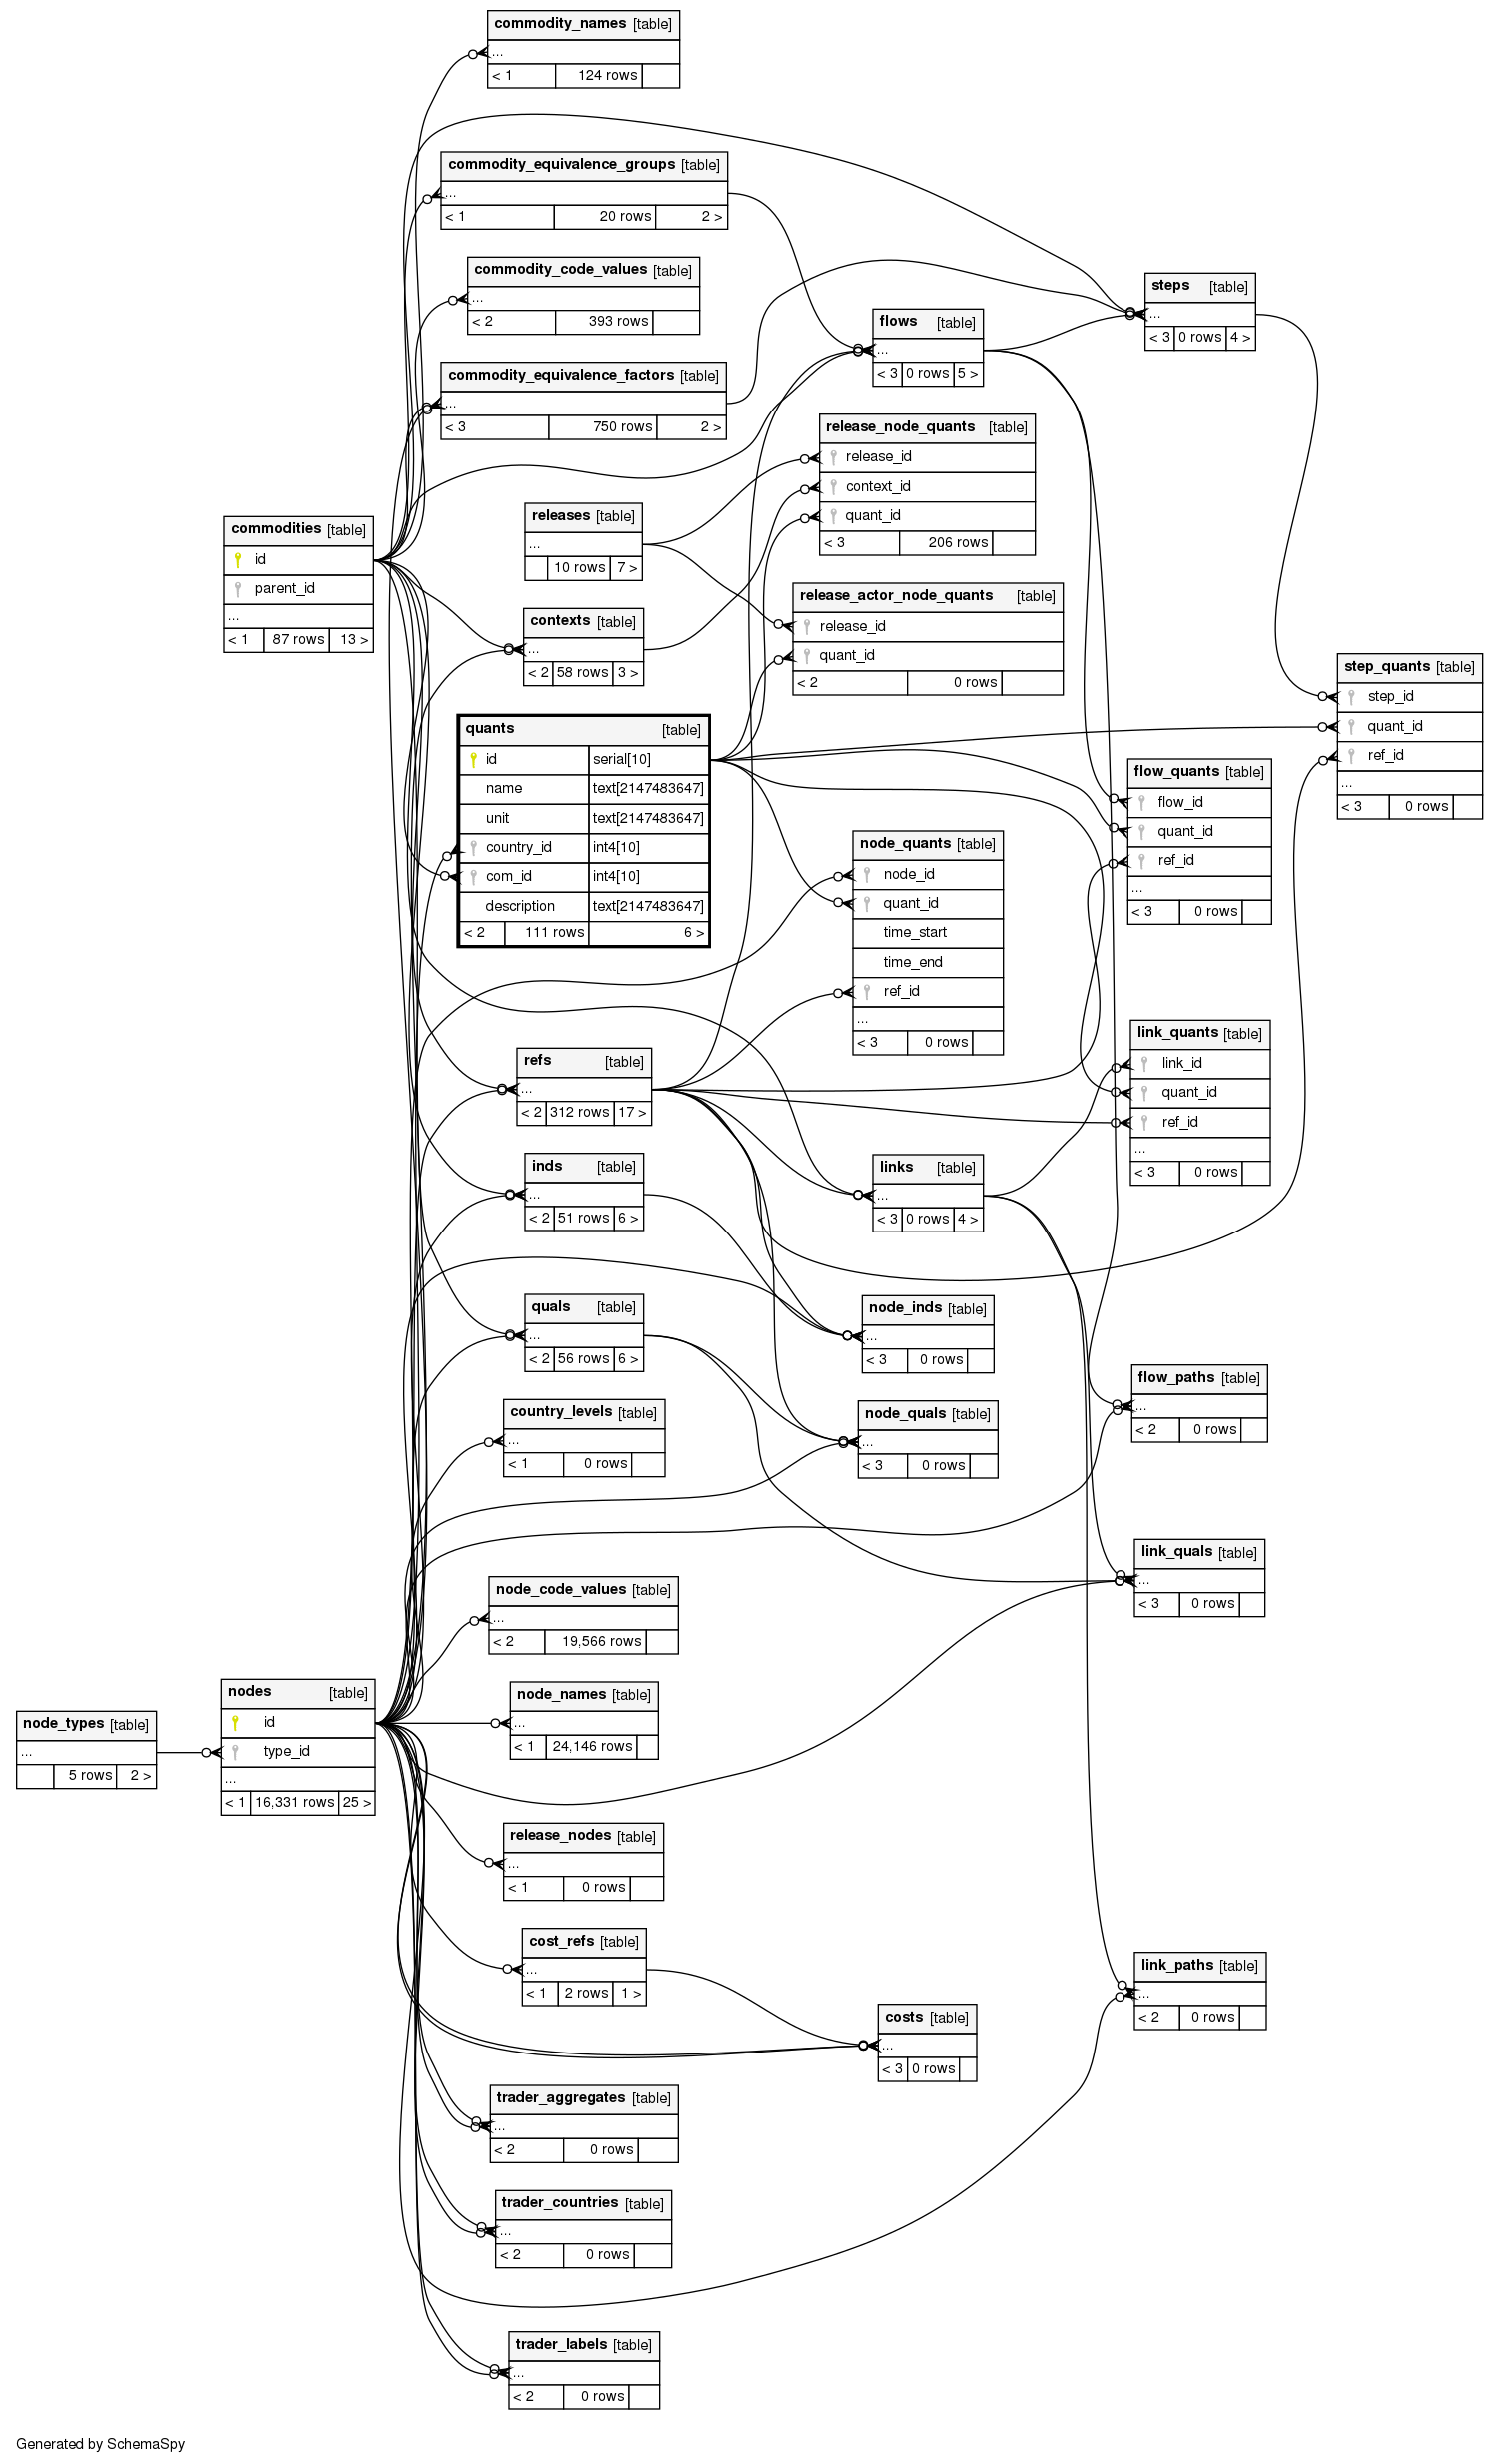 commodity_names [table]
...
< 1 124 rows
commodity_equivalence_groups [table]
...
< 1 20 rows 2 >
commodity_code_values [table]
...
< 2 393 rows
commodity_equivalence_factors [table]
...
< 3 750 rows 2 >
steps [table]
...
< 3 0 rows 4 >
flows [table]
...
< 3 0 rows 5 >
release_node_quants [table]
release_id
context_id
quant_id
< 3 206 rows
releases [table]
...
10 rows 7 >
commodities [table]
id
parent_id
...
< 1 87 rows 13 >
release_actor_node_quants [table]
release_id
quant_id
< 2 0 rows
contexts [table]
...
< 2 58 rows 3 >
step_quants [table]
step_id
quant_id
ref_id
...
< 3 0 rows
quants [table]
id serial[10]
name text[2147483647]
unit text[2147483647]
country_id int4[10]
com_id int4[10]
description text[2147483647]
< 2 111 rows 6 >
flow_quants [table]
flow_id
quant_id
ref_id
...
< 3 0 rows
node_quants [table]
node_id
quant_id
time_start
time_end
ref_id
...
< 3 0 rows
link_quants [table]
link_id
quant_id
ref_id
...
< 3 0 rows
refs [table]
...
< 2 312 rows 17 >
inds [table]
...
< 2 51 rows 6 >
links [table]
...
< 3 0 rows 4 >
quals [table]
...
< 2 56 rows 6 >
node_inds [table]
...
< 3 0 rows
flow_paths [table]
...
< 2 0 rows
country_levels [table]
...
< 1 0 rows
node_quals [table]
...
< 3 0 rows
link_quals [table]
...
< 3 0 rows
node_code_values [table]
...
< 2 19,566 rows
nodes [table]
id
type_id
...
< 1 16,331 rows 25 >
node_names [table]
...
< 1 24,146 rows
node_types [table]
...
5 rows 2 >
release_nodes [table]
...
< 1 0 rows
cost_refs [table]
...
< 1 2 rows 1 >
link_paths [table]
...
< 2 0 rows
costs [table]
...
< 3 0 rows
trader_aggregates [table]
...
< 2 0 rows
trader_countries [table]
...
< 2 0 rows
trader_labels [table]
...
< 2 0 rows
Generated by SchemaSpy